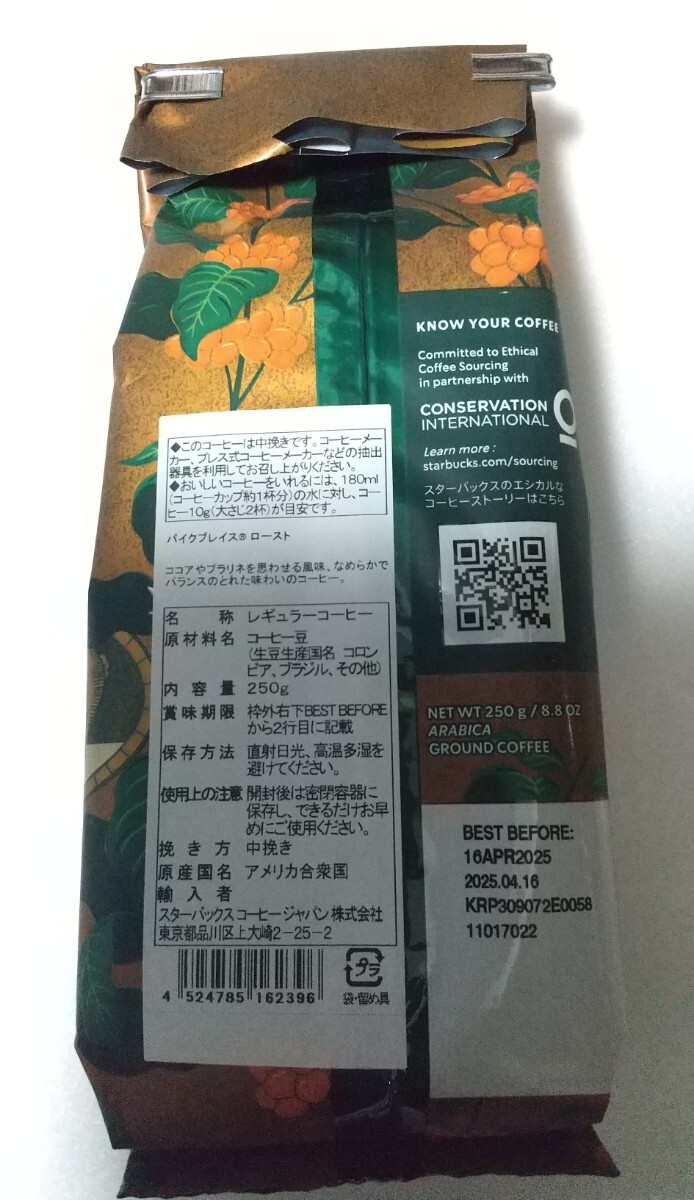 ◆このコーヒーは中挽きです。コーヒーメー
カー、プレス式コーヒーメーカーなどの抽出
器具を利用してお召し上がりください。
◆おいしいコーヒーをいれるには、180ml
(コーヒーカップ約1杯分)の水に対し、コー
ヒー10g(大さじ2杯)が目安です。
パイクプレイス® ロースト
ココアやプラリネを思わせる風味、なめらかで
バランスのとれた味わいのコーヒー。
名 称 レギュラーコーヒー
原材料名 コーヒー豆
(生豆生産国名 コロン
ビア、ブラジル、その他)
内容量 250g
賞味期限 枠外右下BEST BEFORE
から2行目に記載
保存方法 直射日光、高温多湿を
避けてください。
使用上の注意 開封後は密閉容器に
保存し、できるだけお早
めにご使用ください。
挽き方 中挽き
原産国名 アメリカ合衆国
輸入者
スターバックス コーヒー ジャパン 株式会社
東京都品川区上大崎2-25-2
4 524785 162396
プラ
袋・留め具
KNOW YOUR COFFEE
Committed to Ethical
Coffee Sourcing
in partnership with
CONSERVATION
INTERNATIONAL
Learn more :
starbucks.com/sourcing
スターバックスのエシカルな
コーヒーストーリーはこちら
NET WT 250 g / 8.8 OZ
ARABICA
GROUND COFFEE
BEST BEFORE:
16APR2025
2025.04.16
KRP309072E0058
11017022